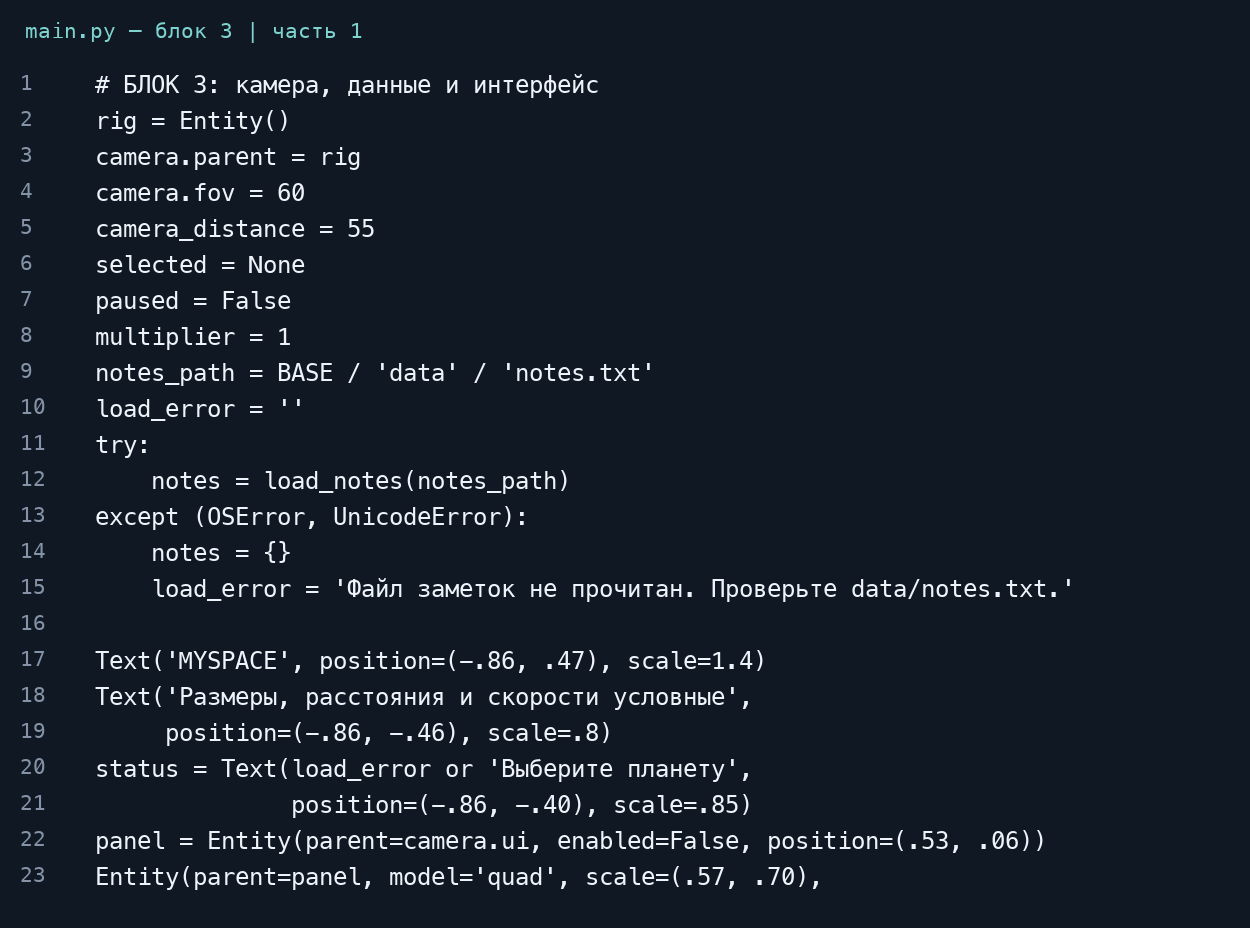 main.py — блок 3 | часть 1
1 # БЛОК 3: камера, данные и интерфейс
2 rig = Entity()
3 camera.parent = rig
4 camera.fov = 60
5 camera_distance = 55
6 selected = None
7 paused = False
8 multiplier = 1
9 notes_path = BASE / 'data' / 'notes.txt'
10 load_error = ''
11 try:
12     notes = load_notes(notes_path)
13 except (OSError, UnicodeError):
14     notes = {}
15     load_error = 'Файл заметок не прочитан. Проверьте data/notes.txt.'
16
17 Text('MYSPACE', position=(-.86, .47), scale=1.4)
18 Text('Размеры, расстояния и скорости условные',
19      position=(-.86, -.46), scale=.8)
20 status = Text(load_error or 'Выберите планету',
21               position=(-.86, -.40), scale=.85)
22 panel = Entity(parent=camera.ui, enabled=False, position=(.53, .06))
23 Entity(parent=panel, model='quad', scale=(.57, .70),